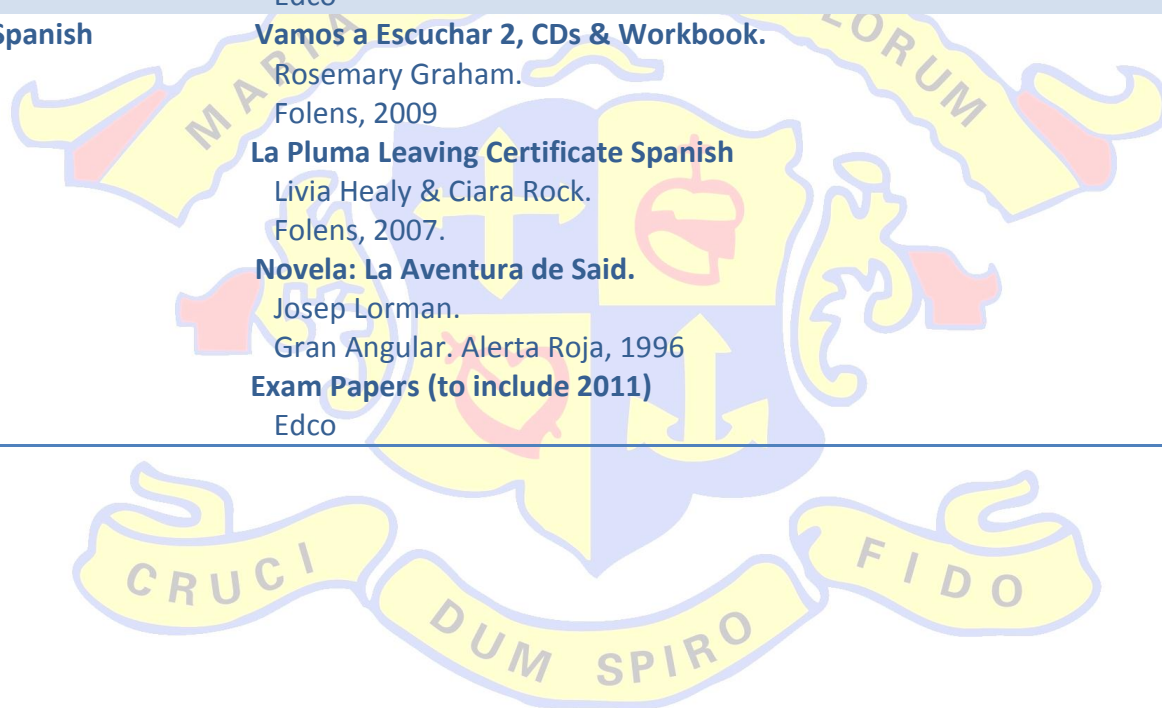 Edco
Spanish Vamos a Escuchar 2, CDs & Workbook.
Rosemary Graham.
Folens, 2009
La Pluma Leaving Certificate Spanish
Livia Healy & Ciara Rock.
Folens, 2007.
Novela: La Aventura de Said.
Josep Lorman.
Gran Angular. Alerta Roja, 1996
Exam Papers (to include 2011)
Edco
MARIA LORUM
CRUCI DUM SPIRO FIDO